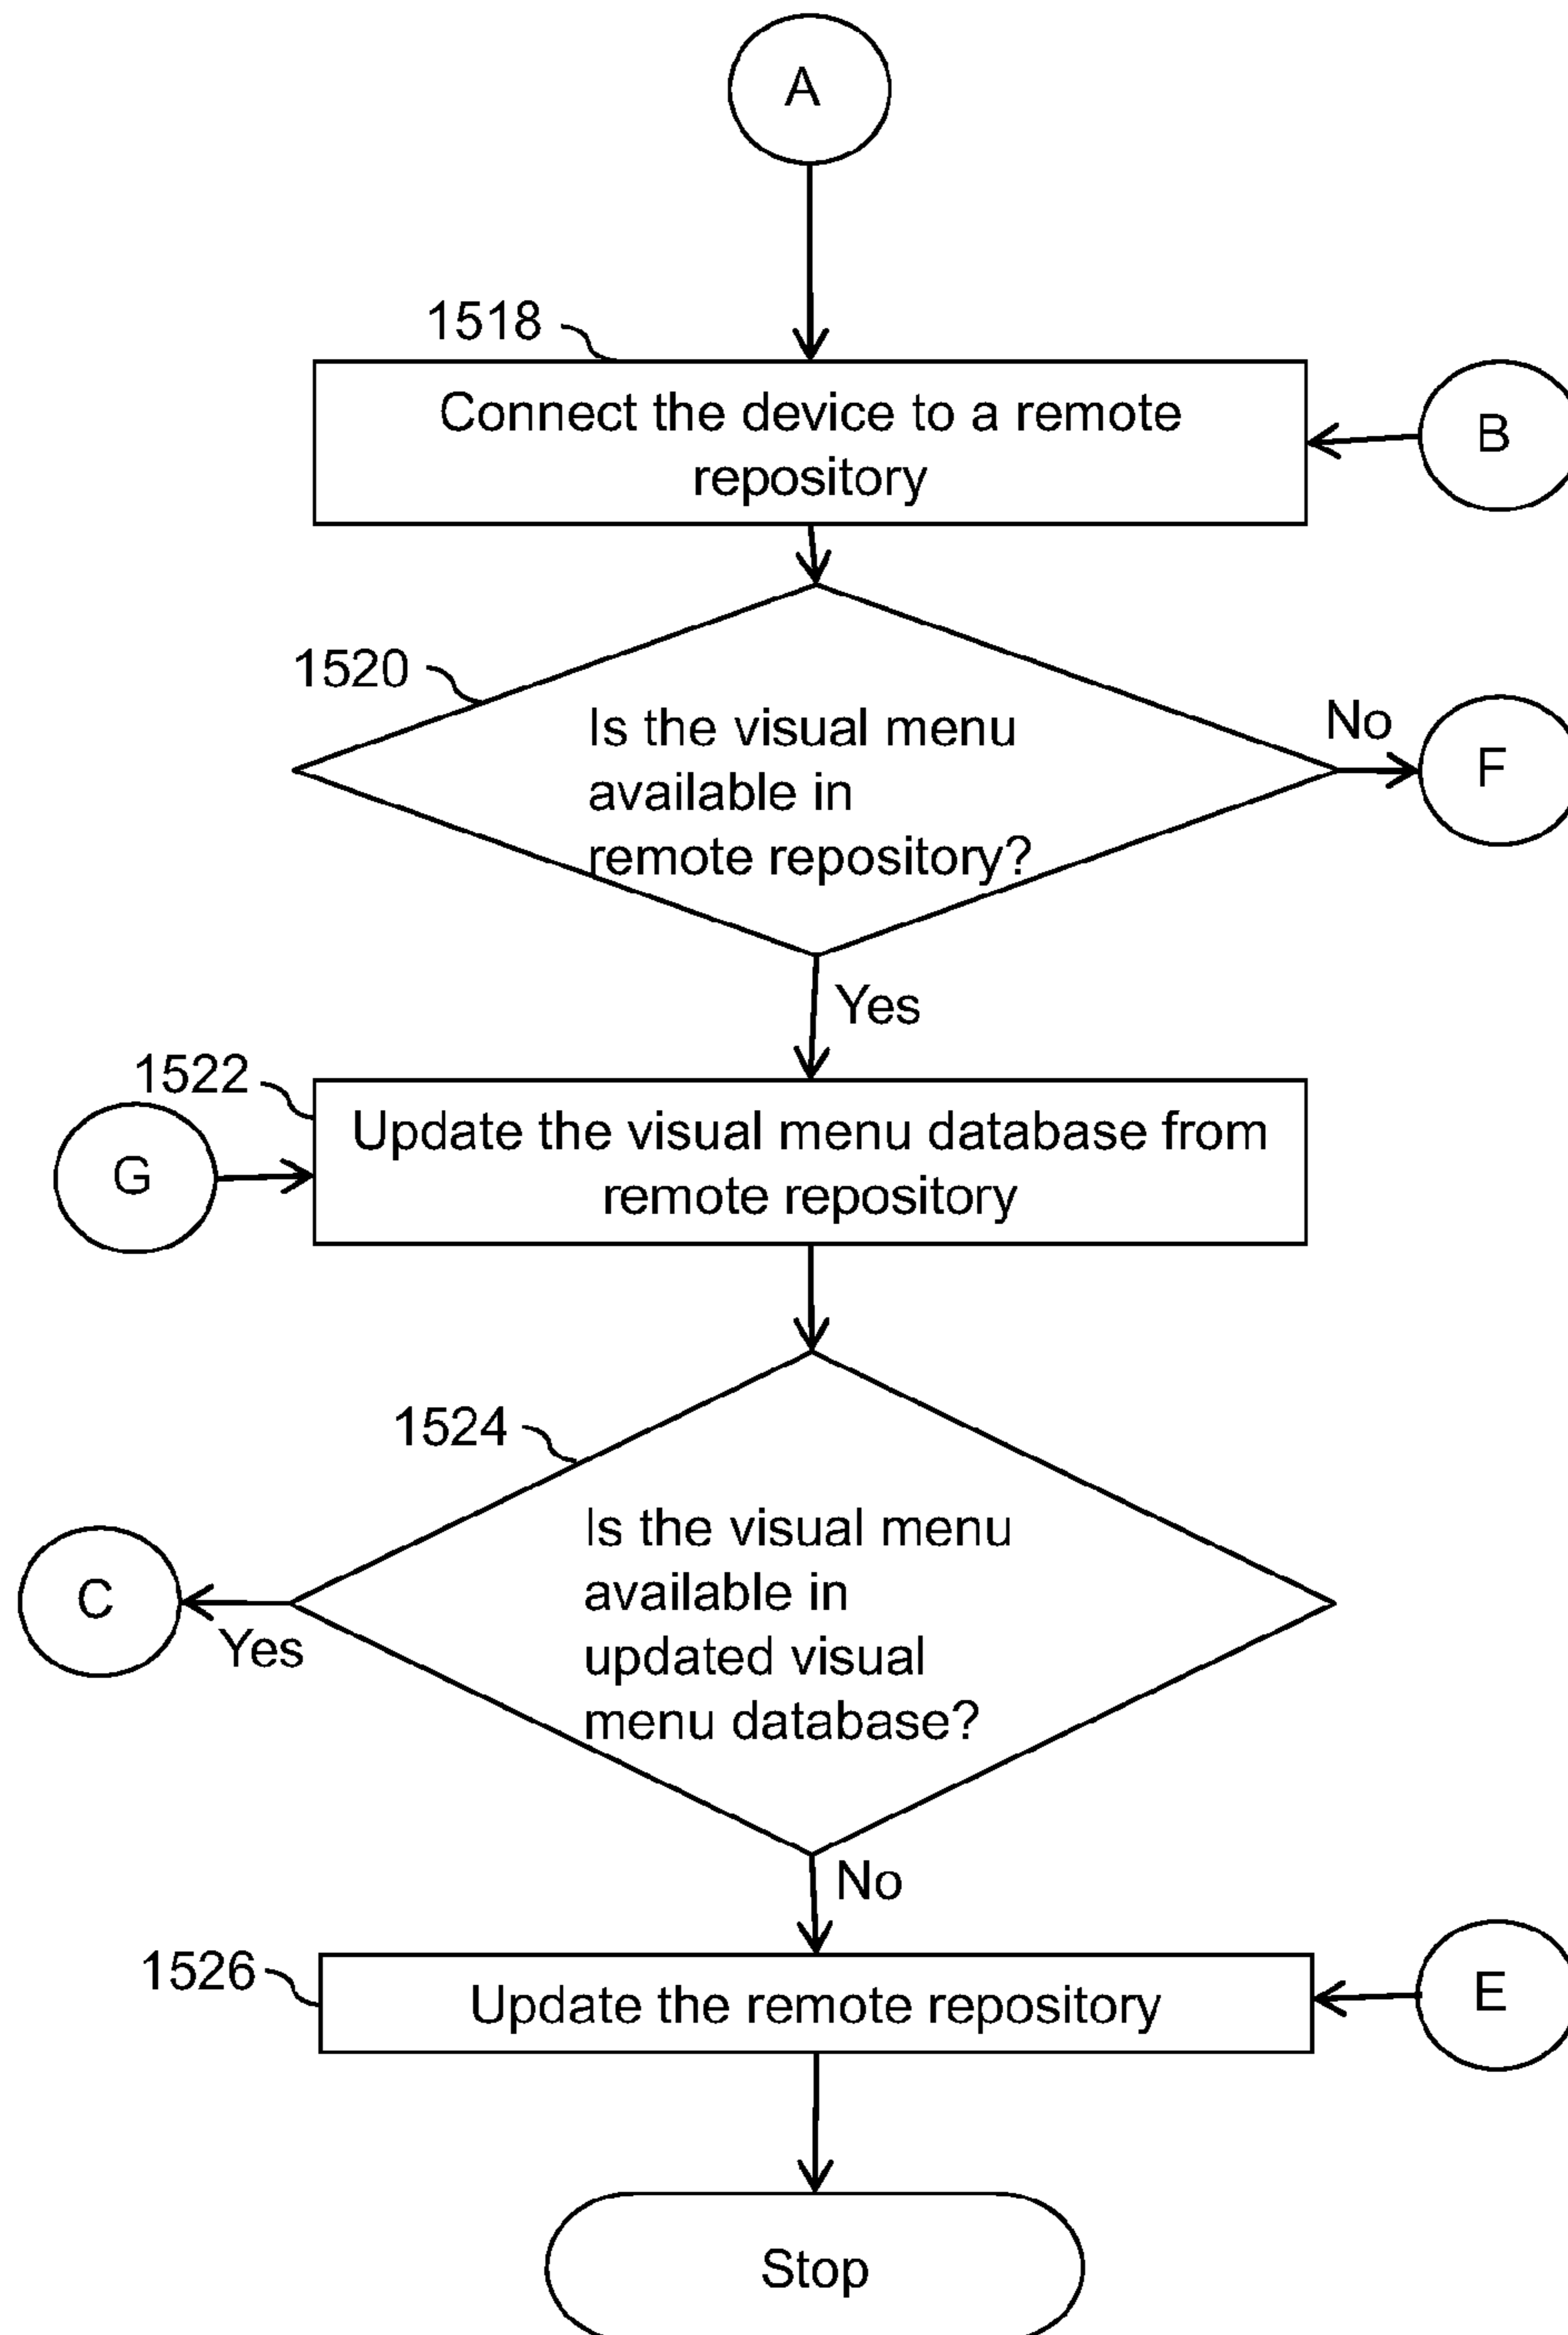 A
1518
Connect the device to a remote
repository
B
1520
Is the visual menu
available in
remote repository?
No
F
Yes
1522
Update the visual menu database from
remote repository
G
1524
Is the visual menu
available in
updated visual
menu database?
C
Yes
No
1526
Update the remote repository
E
Stop